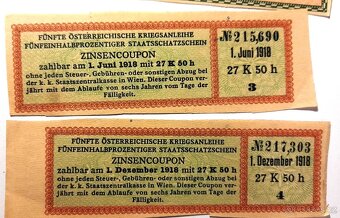 FÜNFTE ÖSTERREICHISCHE KRIEGSANLEIHE
FÜNFEINHALBPROZENTIGER STAATSSCHATZSCHEIN
ZINSENCOUPON
zahlbar am 1. Juni 1918 mit 27 K 50 h
ohne jeden Steuer-, Gebühren- oder sonstigen Abzug bei
der k. k. Staatszentralkasse in Wien. Dieser Coupon ver-
jährt mit dem Ablaufe von sechs Jahren vom Tage der
Fälligkeit.
№ 215,690
1. Juni 1918
27 K 50 h
3
FÜNFTE ÖSTERREICHISCHE KRIEGSANLEIHE
FÜNFEINHALBPROZENTIGER STAATSSCHATZSCHEIN
ZINSENCOUPON
zahlbar am 1. Dezember 1918 mit 27 K 50 h
ohne jeden Steuer-, Gebühren- oder sonstigen Abzug bei
der k. k. Staatszentralkasse in Wien. Dieser Coupon ver-
jährt mit dem Ablaufe von sechs Jahren vom Tage der
Fälligkeit.
№ 217,303
1. Dezember 1918
27 K 50 h
4